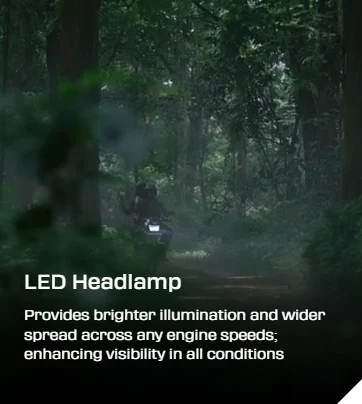 LED Headlamp
Provides brighter illumination and wider
spread across any engine speeds;
enhancing visibility in all conditions